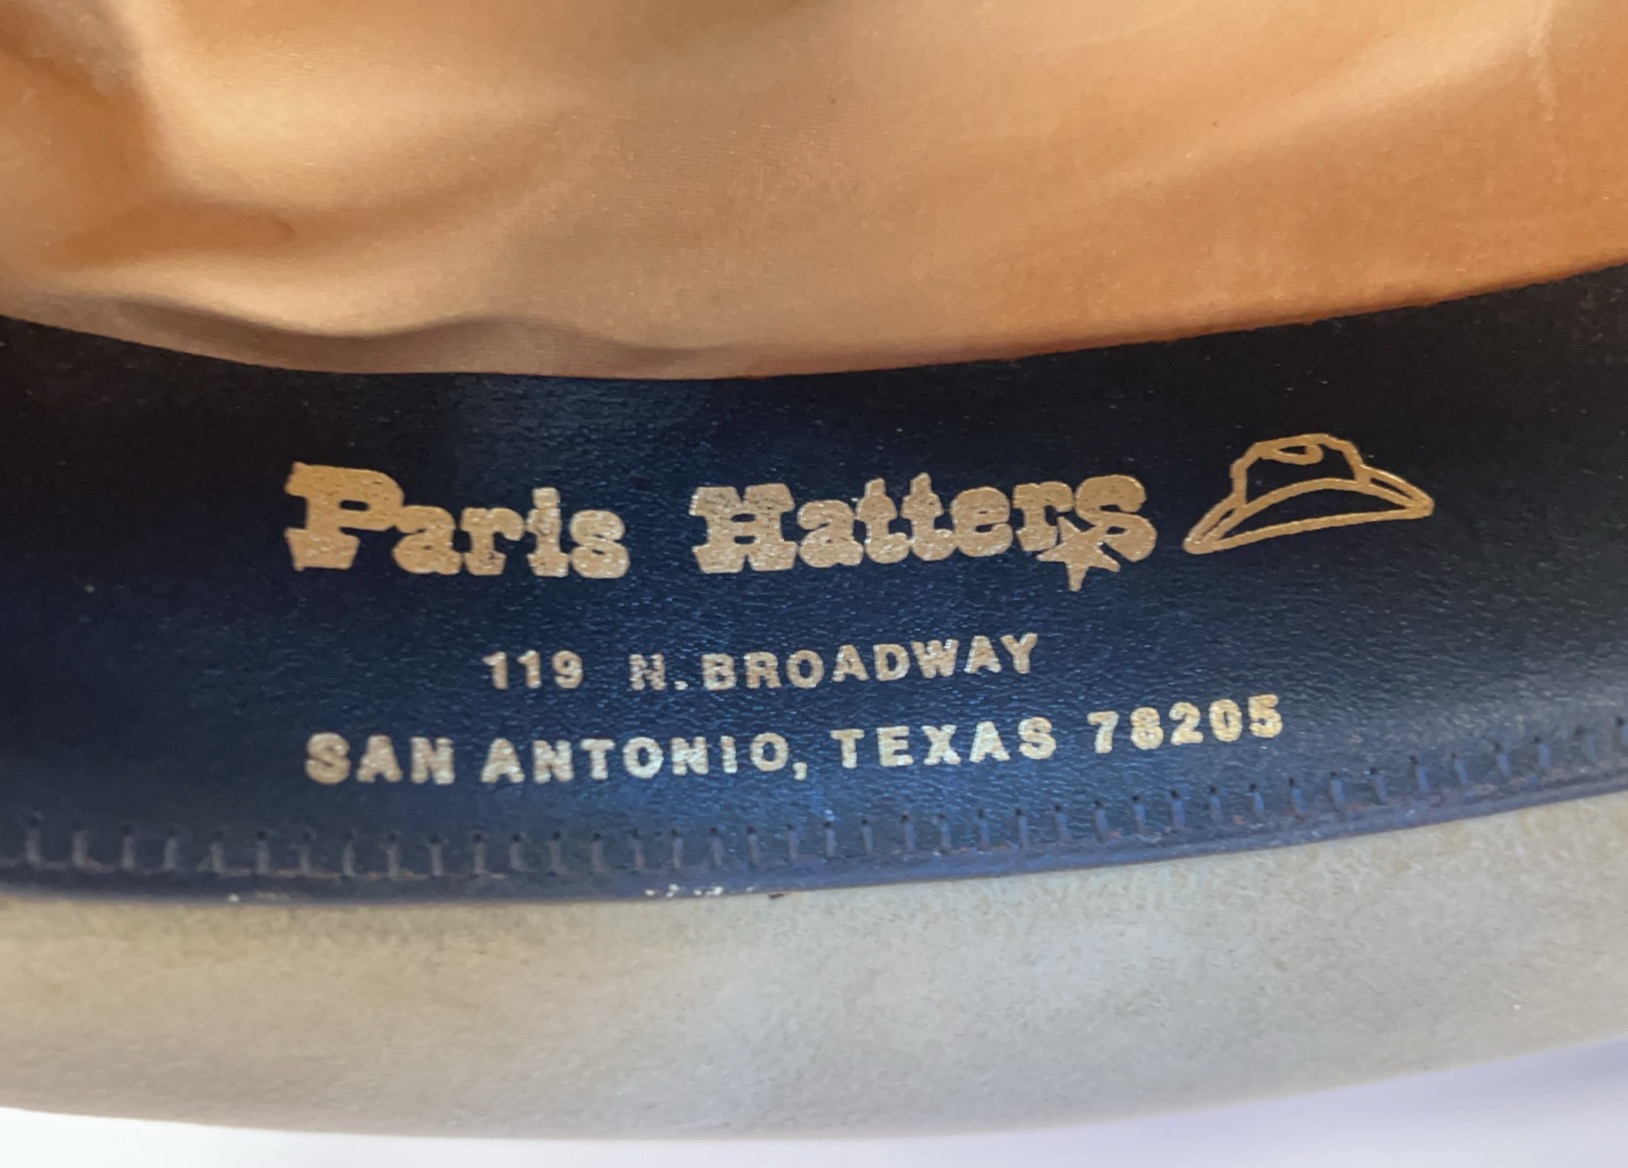 Paris Hatters
119 N. BROADWAY
SAN ANTONIO, TEXAS 78205